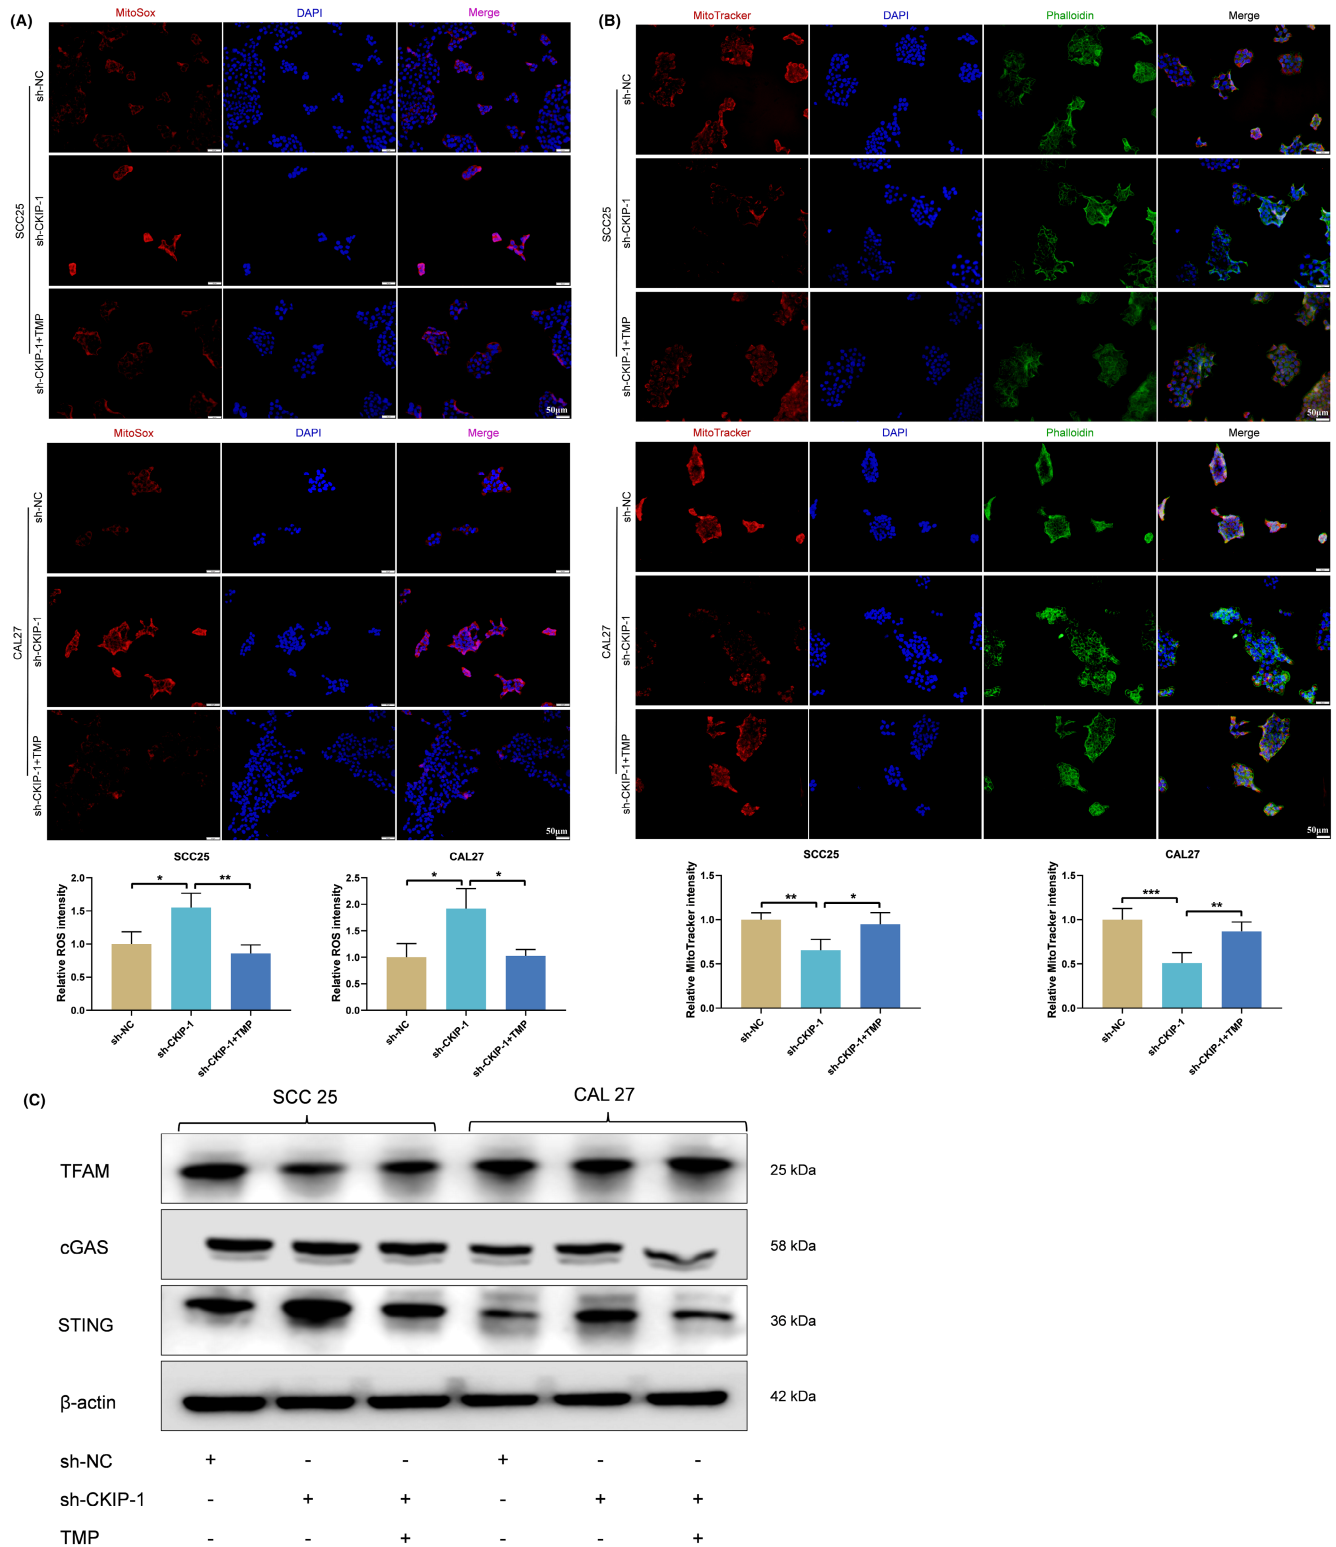 (A)
MitoSox DAPI Merge
sh-NC
sh-CKIP-1
sh-CKIP-1+TMP
SCC25
50μm
MitoSox DAPI Merge
sh-NC
sh-CKIP-1
sh-CKIP-1+TMP
CAL27
50μm
SCC25
Relative ROS intensity
2.0
1.5
1.0
0.5
0.0
* **
sh-NC
sh-CKIP-1
sh-CKIP-1+TMP
CAL27
Relative ROS intensity
2.5
2.0
1.5
1.0
0.5
0.0
* *
sh-NC
sh-CKIP-1
sh-CKIP-1+TMP
(B)
MitoTracker DAPI Phalloidin Merge
sh-NC
sh-CKIP-1
sh-CKIP-1+TMP
SCC25
50μm
MitoTracker DAPI Phalloidin Merge
sh-NC
sh-CKIP-1
sh-CKIP-1+TMP
CAL27
50μm
SCC25
Relative MitoTracker intensity
1.5
1.0
0.5
0.0
** *
sh-NC
sh-CKIP-1
sh-CKIP-1+TMP
CAL27
Relative MitoTracker intensity
1.5
1.0
0.5
0.0
*** **
sh-NC
sh-CKIP-1
sh-CKIP-1+TMP
(C)
SCC 25 CAL 27
TFAM 25 kDa
cGAS 58 kDa
STING 36 kDa
β-actin 42 kDa
sh-NC + - - + - -
sh-CKIP-1 - + + - + +
TMP - - + - - +